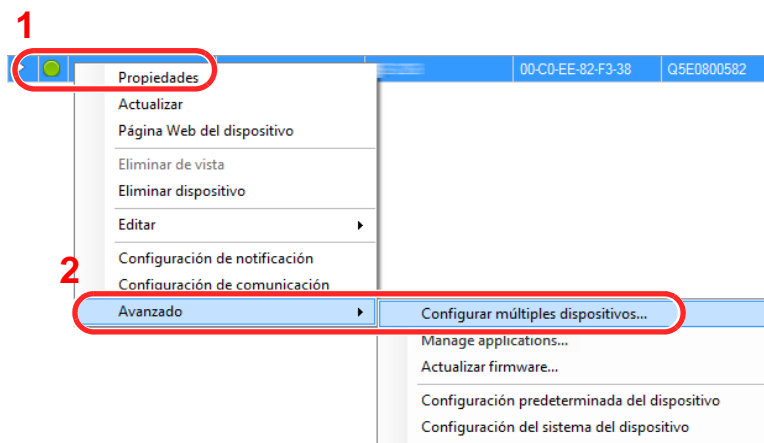 1
00-C0-EE-82-F3-38 Q5E0800582
Propiedades
Actualizar
Página Web del dispositivo
Eliminar de vista
Eliminar dispositivo
Editar
Configuración de notificación
2
Configuración de comunicación
Avanzado
Configurar múltiples dispositivos...
Manage applications...
Actualizar firmware...
Configuración predeterminada del dispositivo
Configuración del sistema del dispositivo